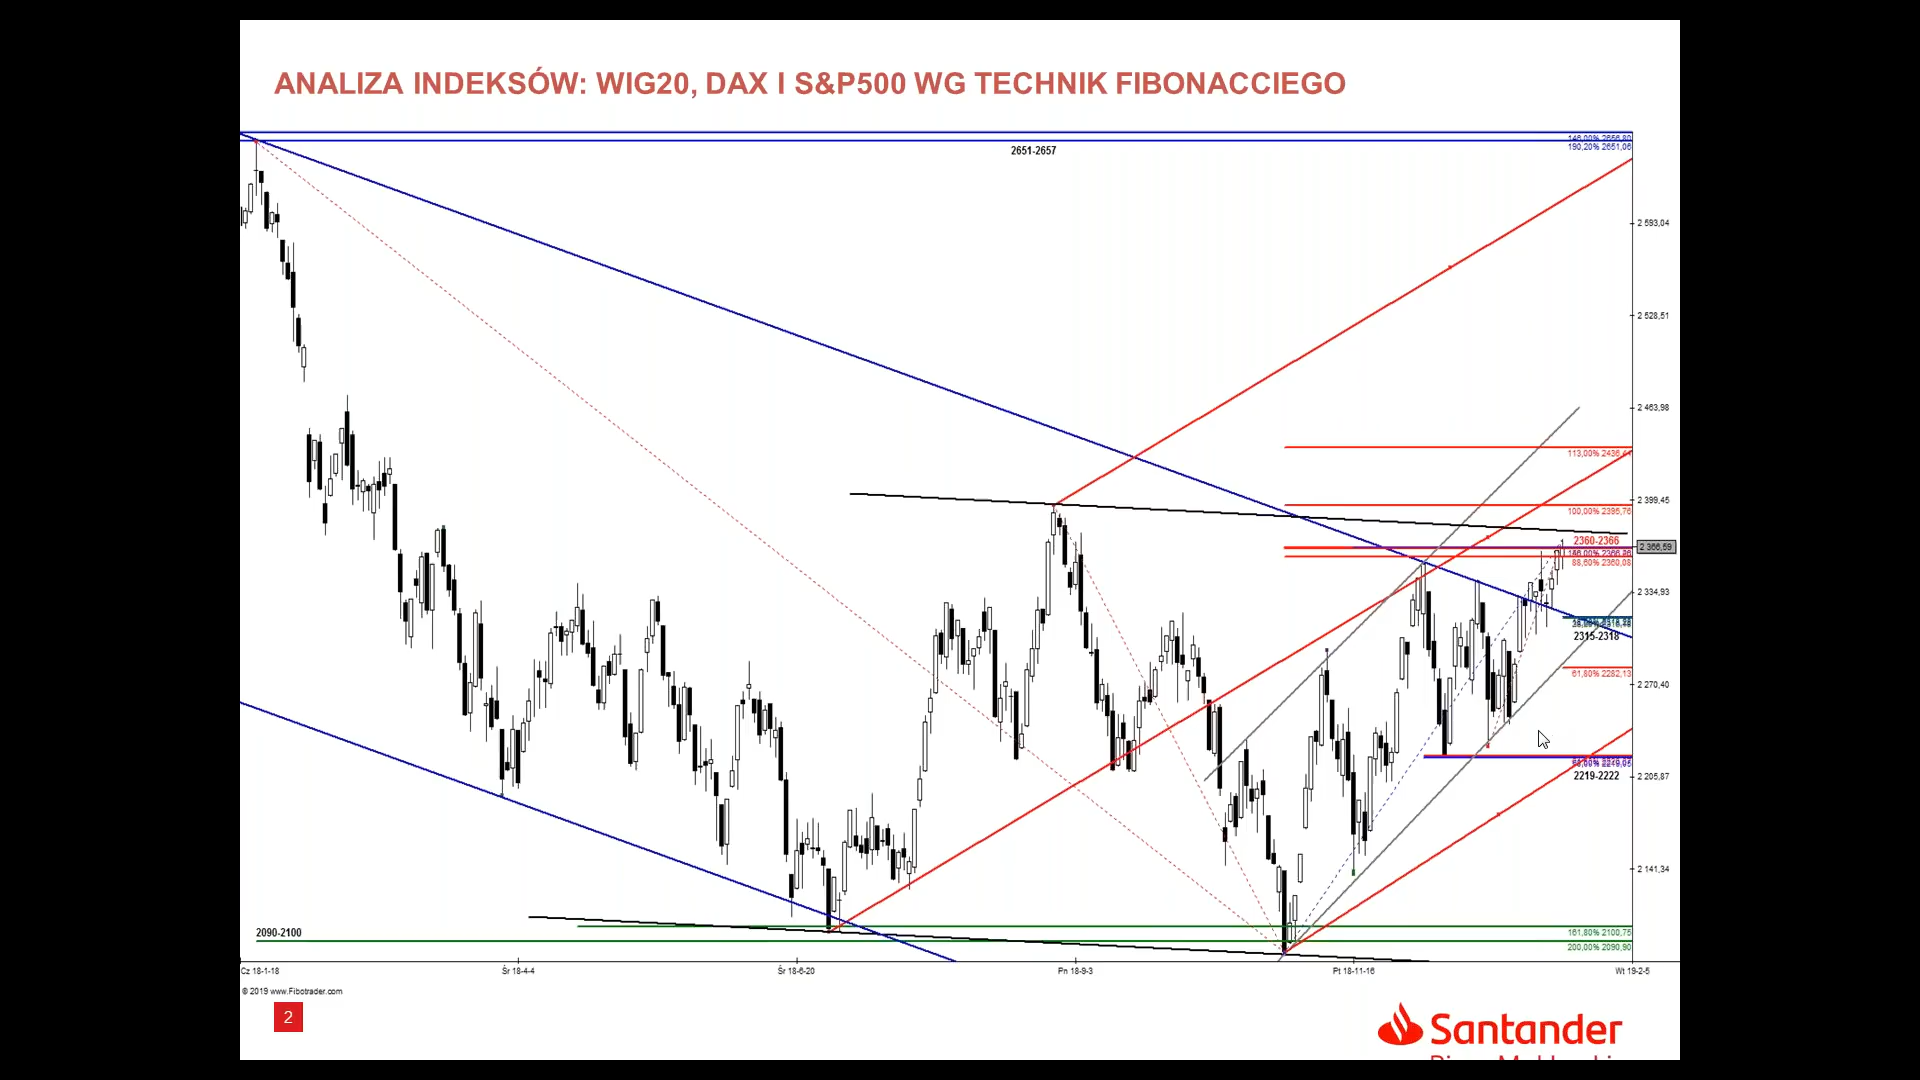 ANALIZA INDEKSÓW: WIG20, DAX I S&P500 WG TECHNIK FIBONACCIEGO
146,00% 2656,80
190,20% 2651,06
2651-2657
2 593,04
2 528,51
2 463,98
113,00% 2436,44
2 399,45
100,00% 2395,76
2360-2366
2 366,59
88,60% 2360,08
2 334,93
2315-2318
61,80% 2282,13
2 270,40
2219-2222
2 205,87
2 141,34
2090-2100
161,80% 2100,75
200,00% 2090,90
Cz 18-1-18
Śr 18-4-4
Śr 18-6-20
Pn 18-9-3
Pt 18-11-16
Wt 19-2-5
© 2019 www.Fibotrader.com
2
Santander